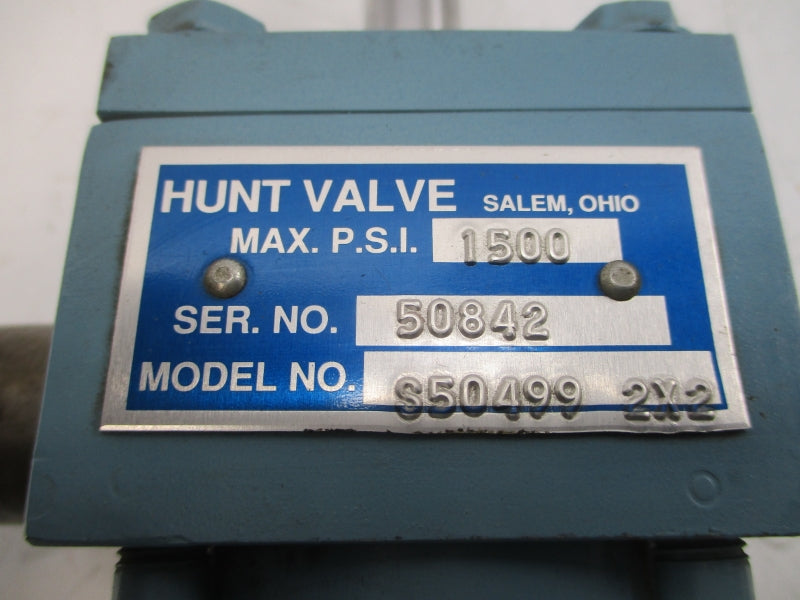 HUNT VALVE SALEM, OHIO
MAX. P.S.I. 1500
SER. NO. 50842
MODEL NO. S50499 2X2